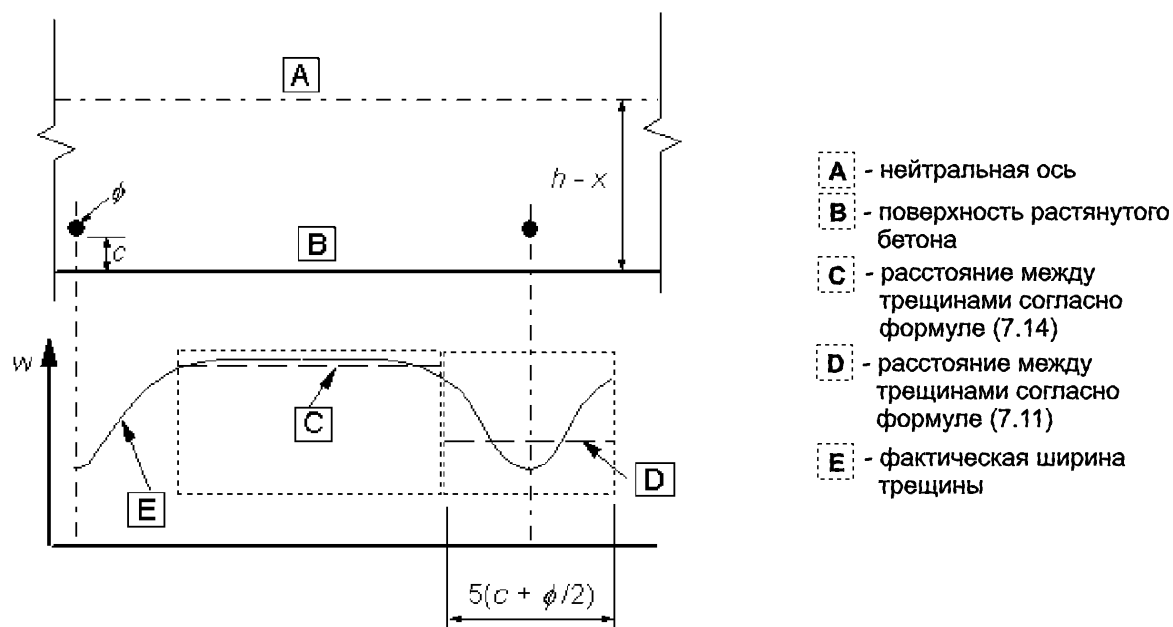 A
h – x
ϕ
c
B
w
C
D
E
5(c + ϕ/2)
A - нейтральная ось
B - поверхность растянутого
бетона
C - расстояние между
трещинами согласно
формуле (7.14)
D - расстояние между
трещинами согласно
формуле (7.11)
E - фактическая ширина
трещины